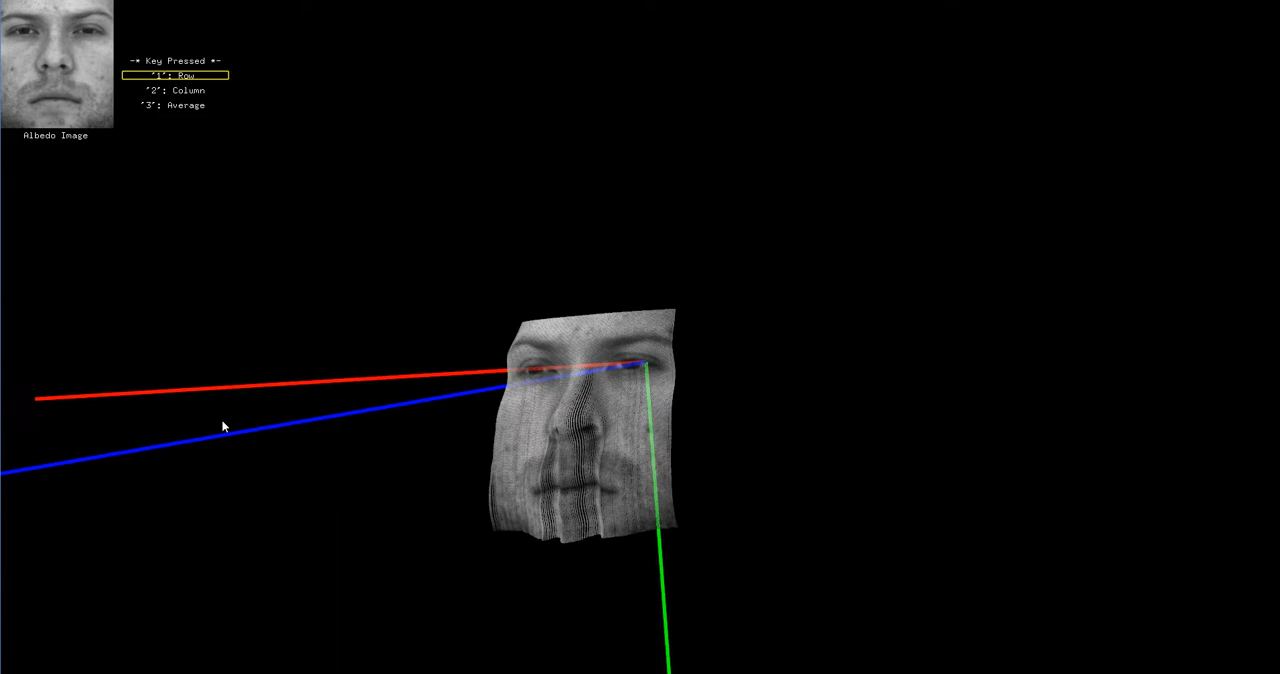 -* Key Pressed *-
'1': Row
'2': Column
'3': Average
Albedo Image